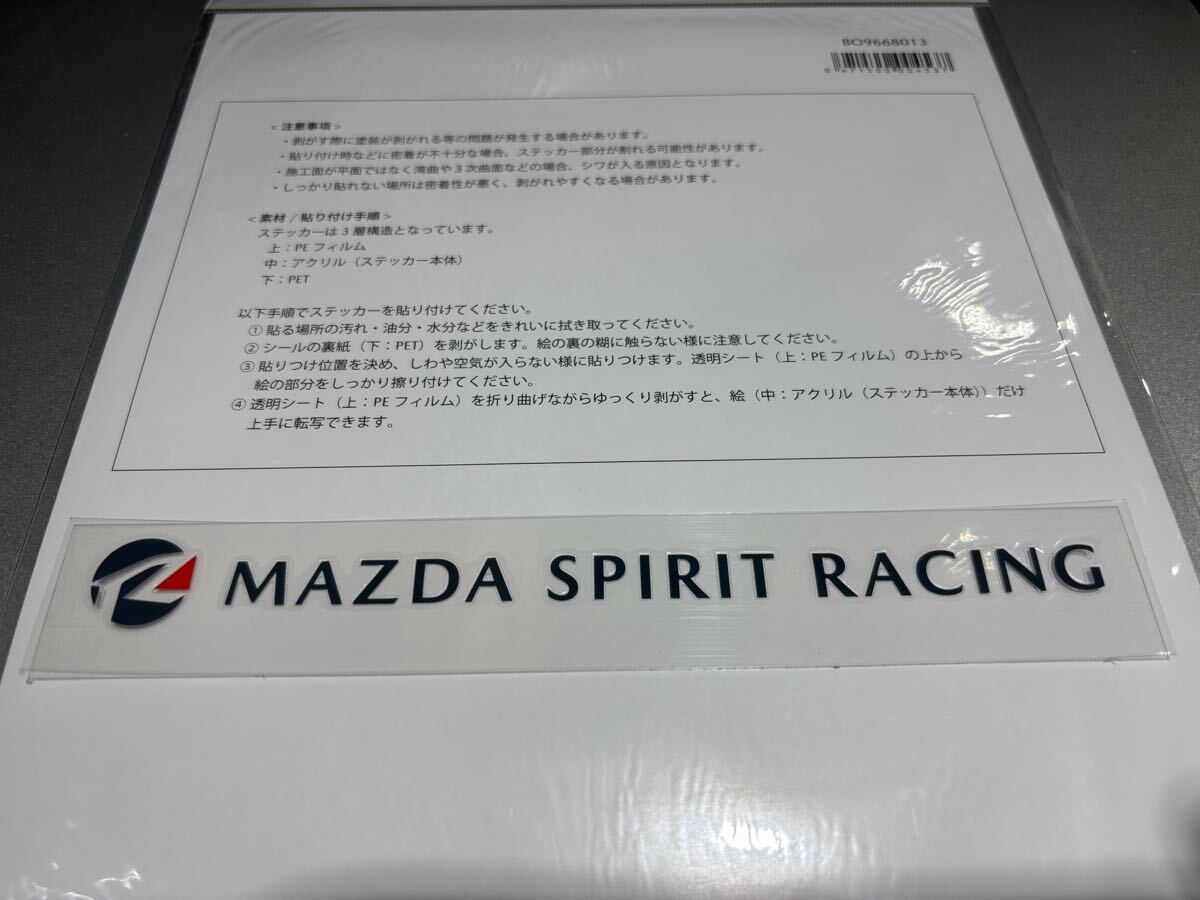 BO9668013
＜注意事項＞
・剥がす際に塗装が剥がれる等の問題が発生する場合があります。
・貼り付け時などに密着が不十分な場合、ステッカー部分が割れる可能性があります。
・施工面が平面ではなく湾曲や３次曲面などの場合、シワが入る原因となります。
・しっかり貼れない場所は密着性が悪く、剥がれやすくなる場合があります。
＜素材 / 貼り付け手順＞
ステッカーは３層構造となっています。
上：PE フィルム
中：アクリル（ステッカー本体）
下：PET
以下手順でステッカーを貼り付けてください。
① 貼る場所の汚れ・油分・水分などをきれいに拭き取ってください。
② シールの裏紙（下：PET）を剥がします。絵の裏の糊に触らない様に注意してください。
③ 貼りつけ位置を決め、しわや空気が入らない様に貼りつけます。透明シート（上：PE フィルム）の上から
絵の部分をしっかり擦り付けてください。
④ 透明シート（上：PE フィルム）を折り曲げながらゆっくり剥がすと、絵（中：アクリル（ステッカー本体））だけ
上手に転写できます。
MAZDA SPIRIT RACING